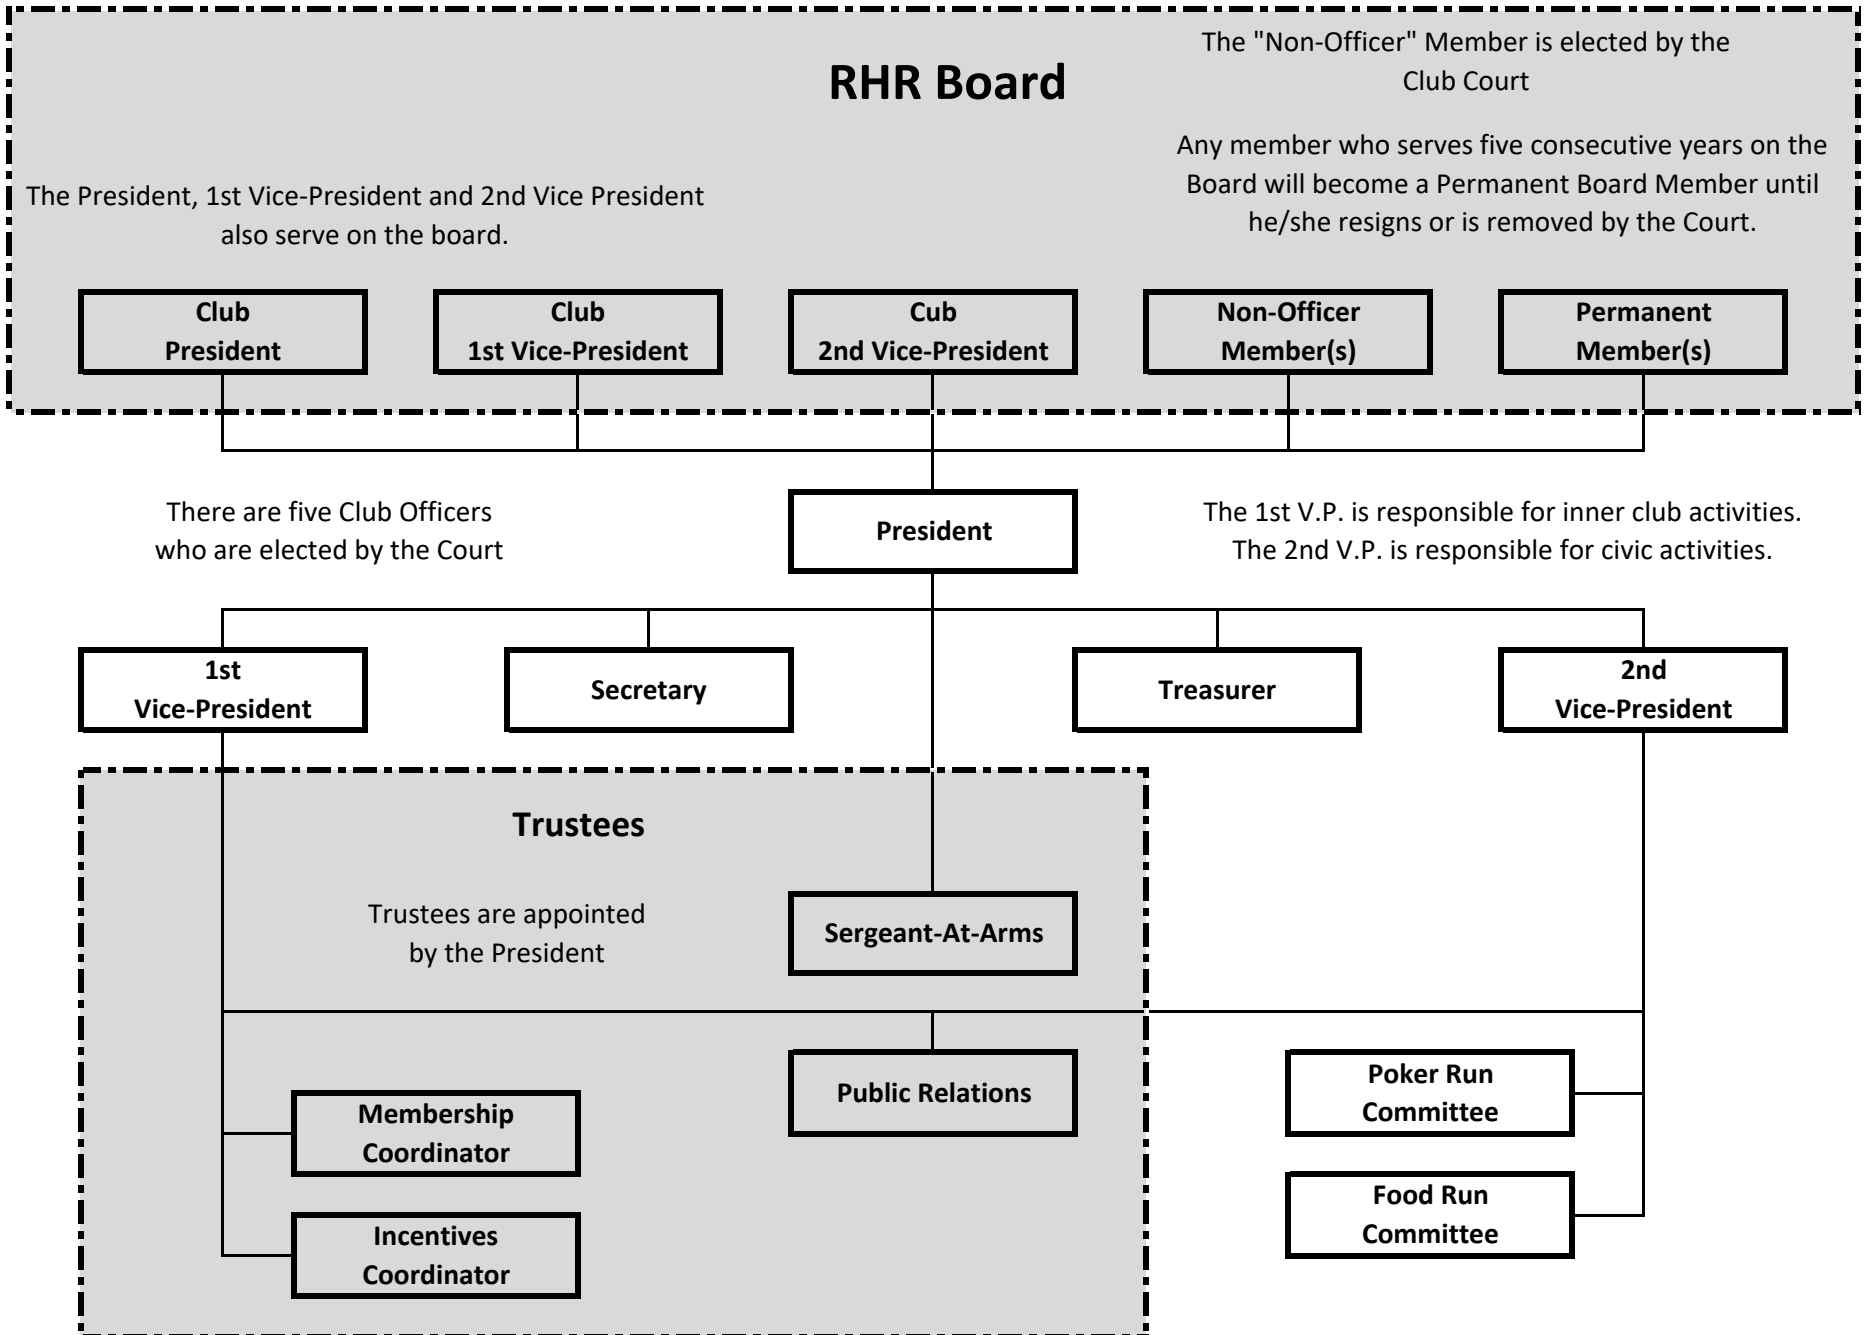 RHR Board
The "Non-Officer" Member is elected by the
Club Court
Any member who serves five consecutive years on the
Board will become a Permanent Board Member until
he/she resigns or is removed by the Court.
The President, 1st Vice-President and 2nd Vice President
also serve on the board.
Club
President
Club
1st Vice-President
Cub
2nd Vice-President
Non-Officer
Member(s)
Permanent
Member(s)
There are five Club Officers
who are elected by the Court
President
The 1st V.P. is responsible for inner club activities.
The 2nd V.P. is responsible for civic activities.
1st
Vice-President
Secretary
Treasurer
2nd
Vice-President
Trustees
Trustees are appointed
by the President
Sergeant-At-Arms
Public Relations
Membership
Coordinator
Incentives
Coordinator
Poker Run
Committee
Food Run
Committee